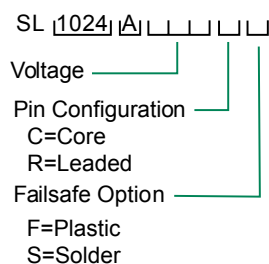 SL 1024 A
Voltage
Pin Configuration
C=Core
R=Leaded
Failsafe Option
F=Plastic
S=Solder